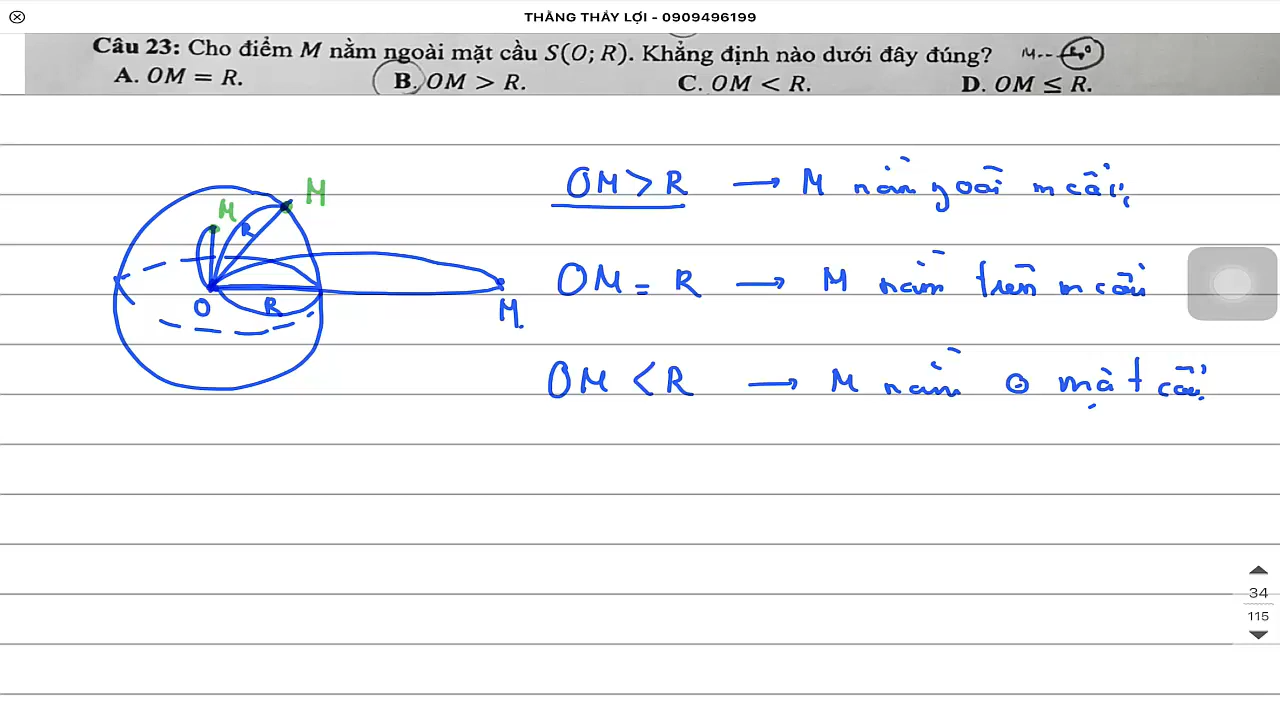 THẮNG THẦY LỢI - 0909496199
Câu 23: Cho điểm M nằm ngoài mặt cầu S(O; R). Khẳng định nào dưới đây đúng?
A. OM = R. B. OM > R. C. OM < R. D. OM ≤ R.
OM > R → M nằm ngoài m cầu
M M
R
OM = R → M nằm trên m cầu
O R M
OM < R → M nằm mặt cầu
34
115